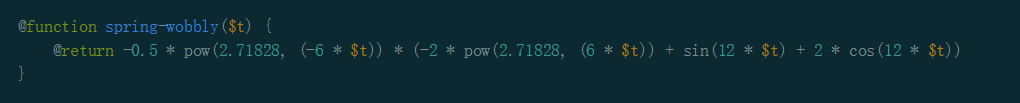 @function spring-wobbly($t) {
@return -0.5 * pow(2.71828, (-6 * $t)) * (-2 * pow(2.71828, (6 * $t)) + sin(12 * $t) + 2 * cos(12 * $t))
}